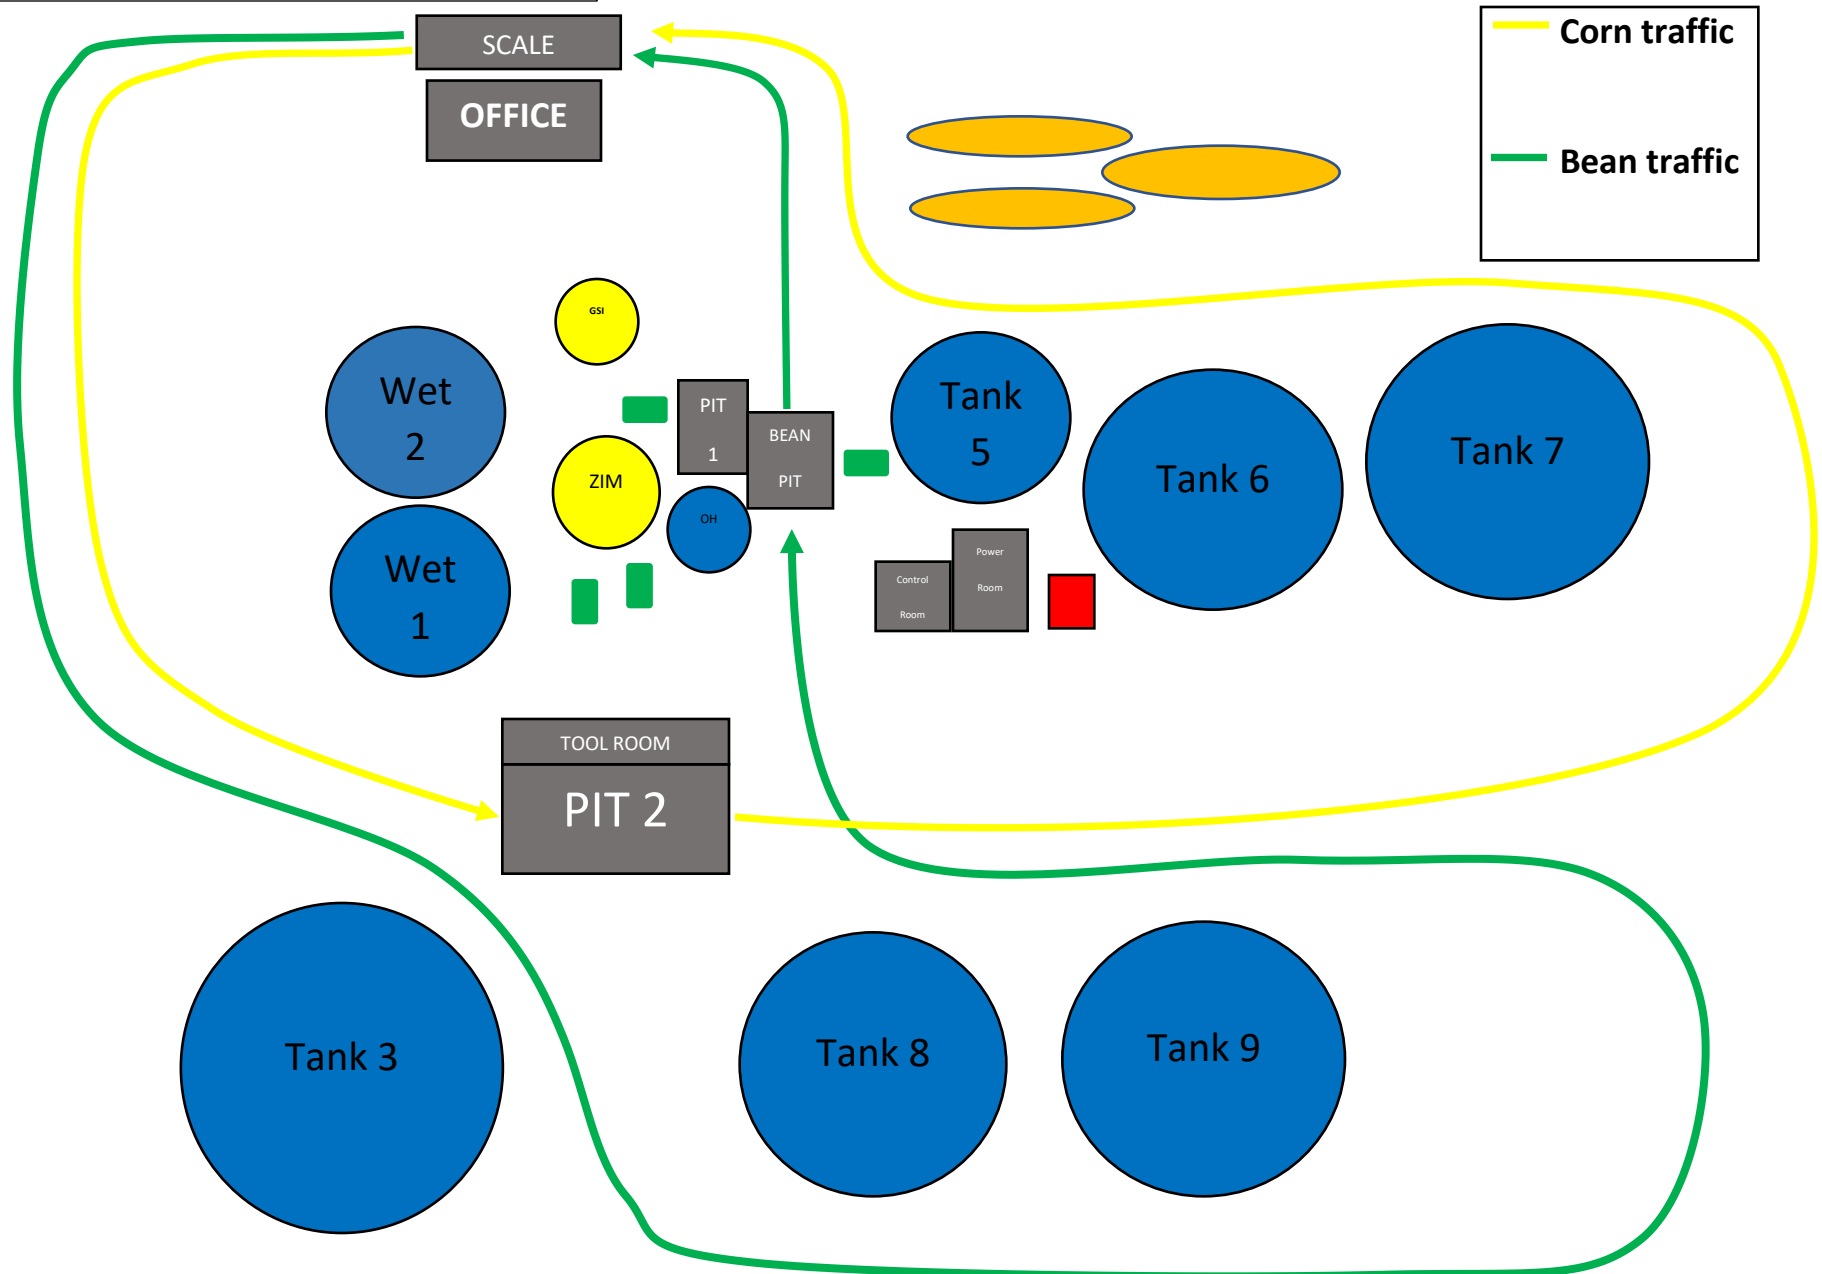 SCALE
OFFICE
Corn traffic
Bean traffic
GSI
Wet
2
PIT
1
BEAN
PIT
Tank
5
Tank 6
Tank 7
ZIM
OH
Wet
1
Control
Room
Power
Room
TOOL ROOM
PIT 2
Tank 3
Tank 8
Tank 9